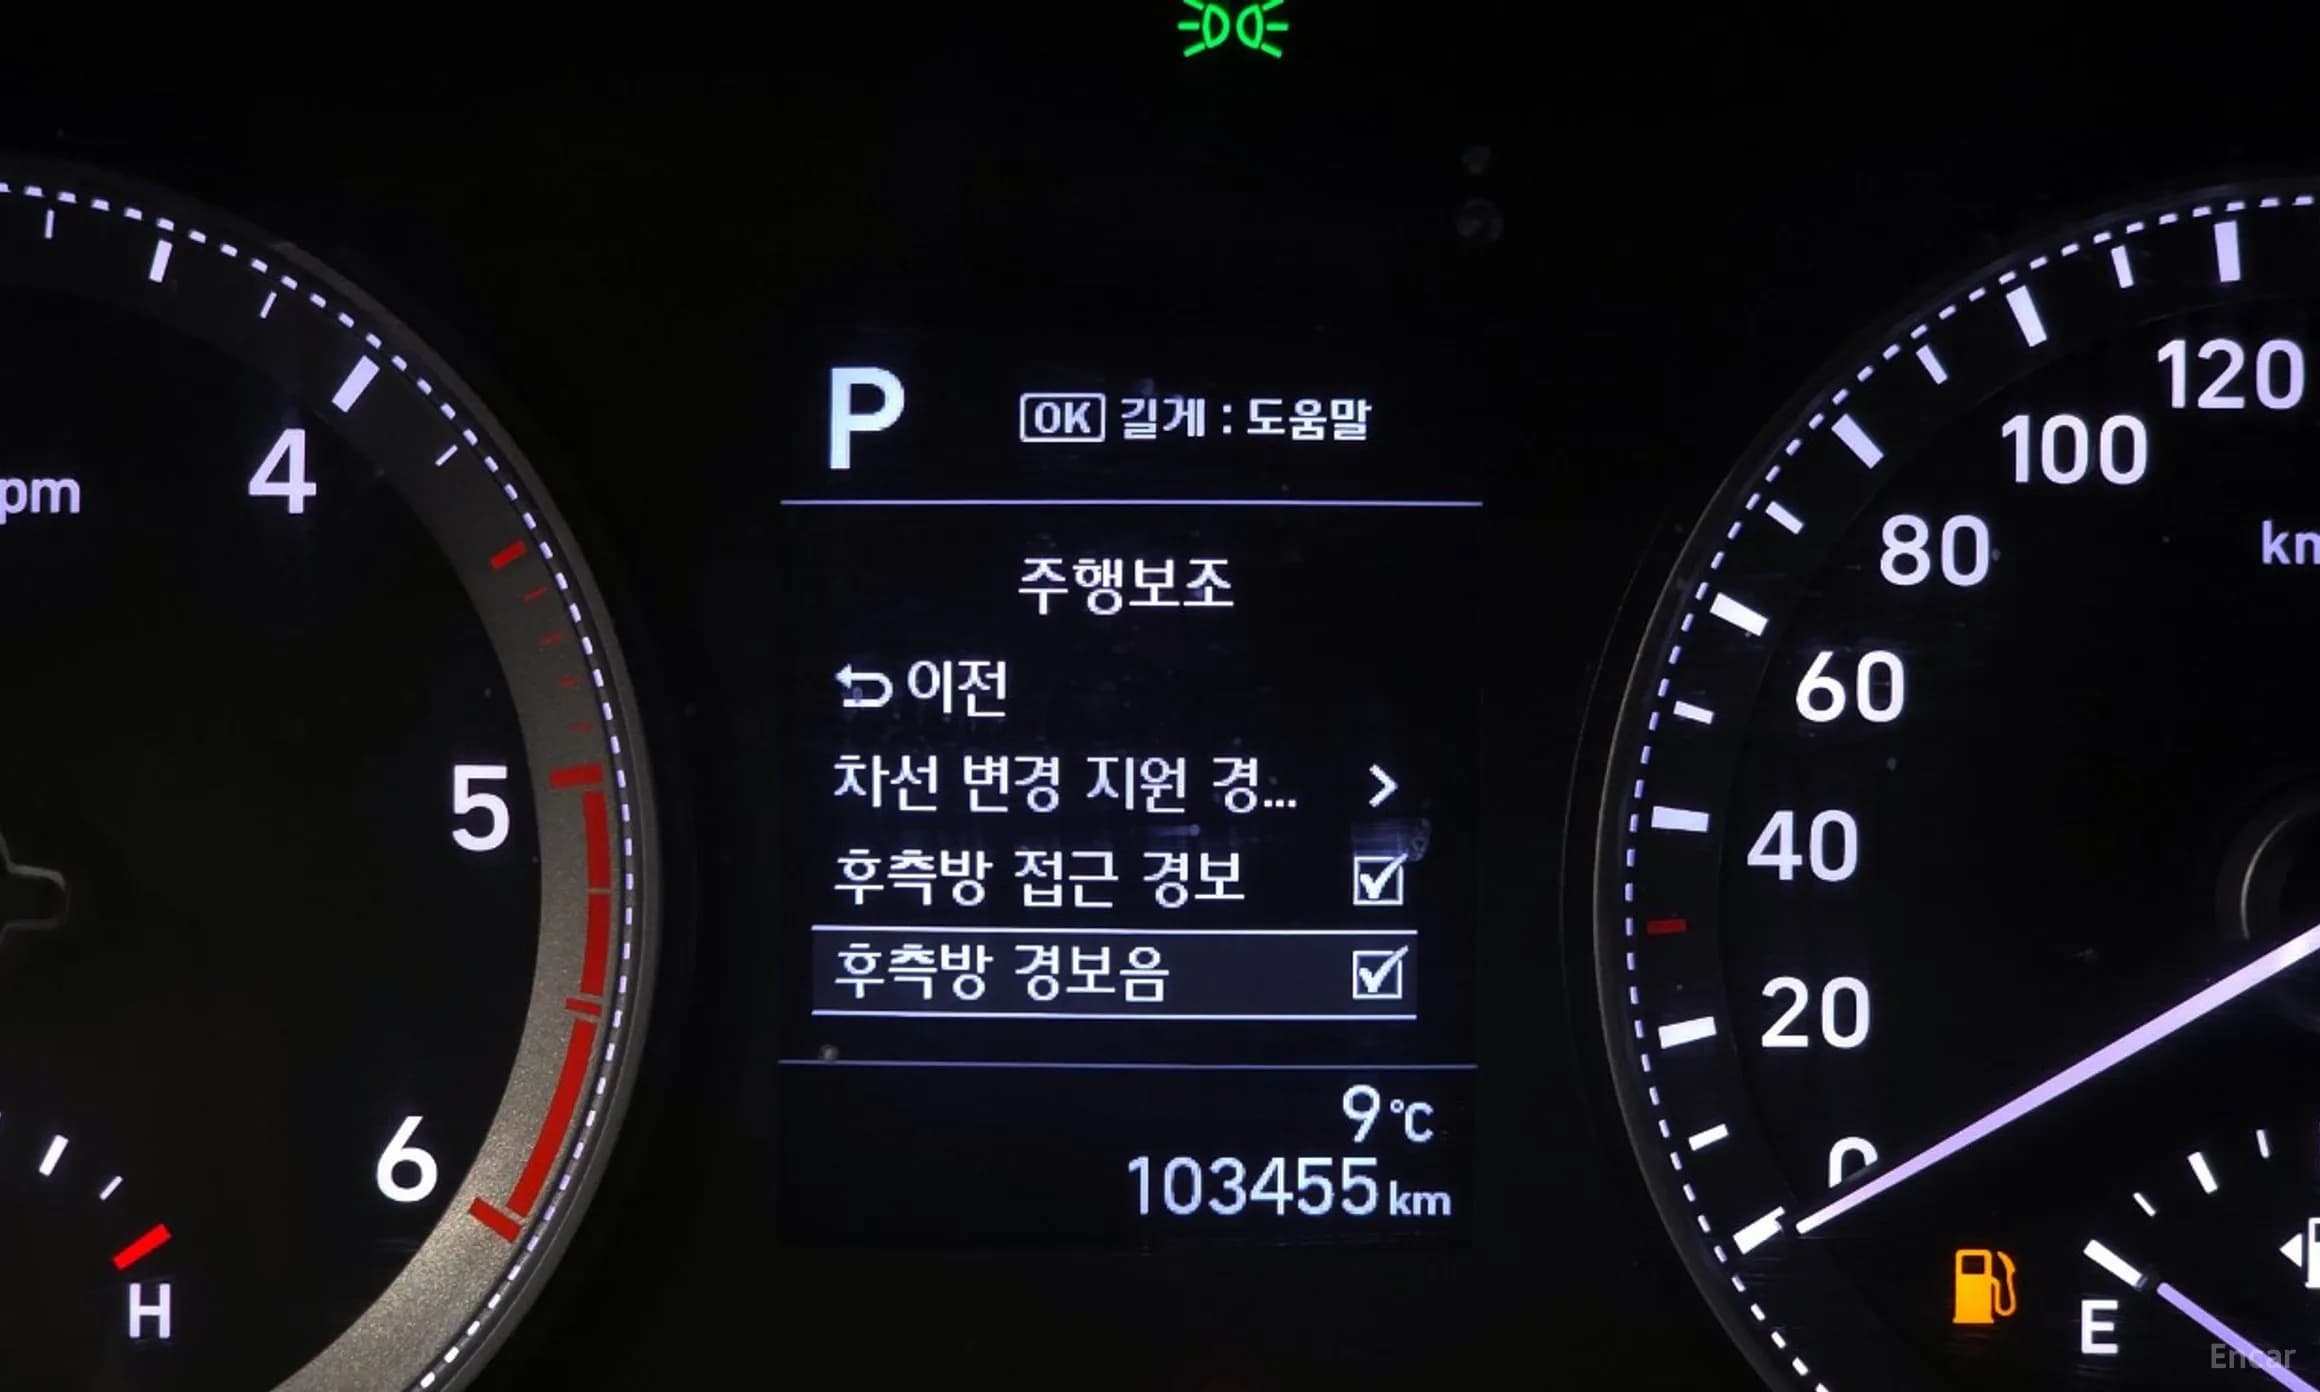 P
OK 길게 : 도움말
주행보조
이전
차선 변경 지원 경...
후측방 접근 경보
후측방 경보음
9℃
103455 km
pm
4
5
6
H
120
100
80
60
40
20
0
km
E
Encar